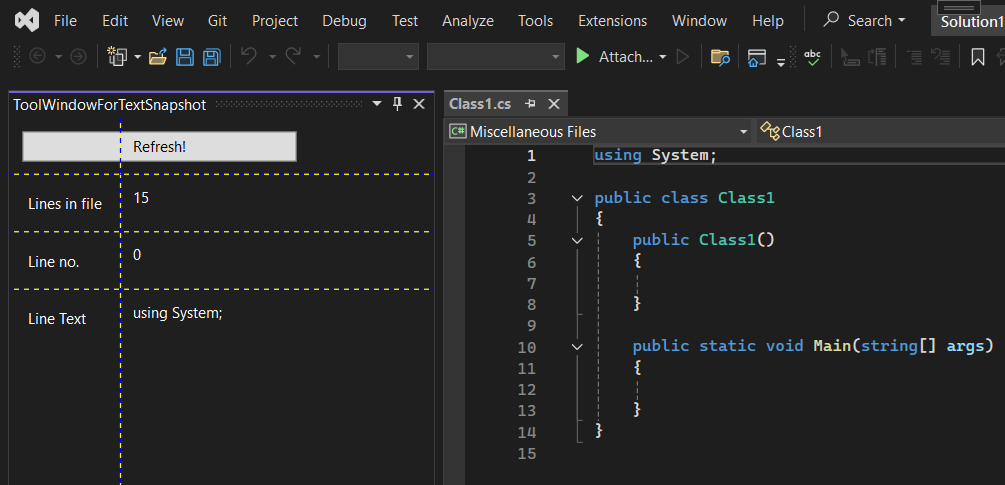 File Edit View Git Project Debug Test Analyze Tools Extensions Window Help Search Solution1
Attach... abc
ToolWindowForTextSnapshot
Refresh!
Lines in file 15
Line no. 0
Line Text using System;
Class1.cs
C# Miscellaneous Files Class1
1 using System;
2
3 public class Class1
4 {
5 public Class1()
6 {
7
8 }
9
10 public static void Main(string[] args)
11 {
12
13 }
14 }
15